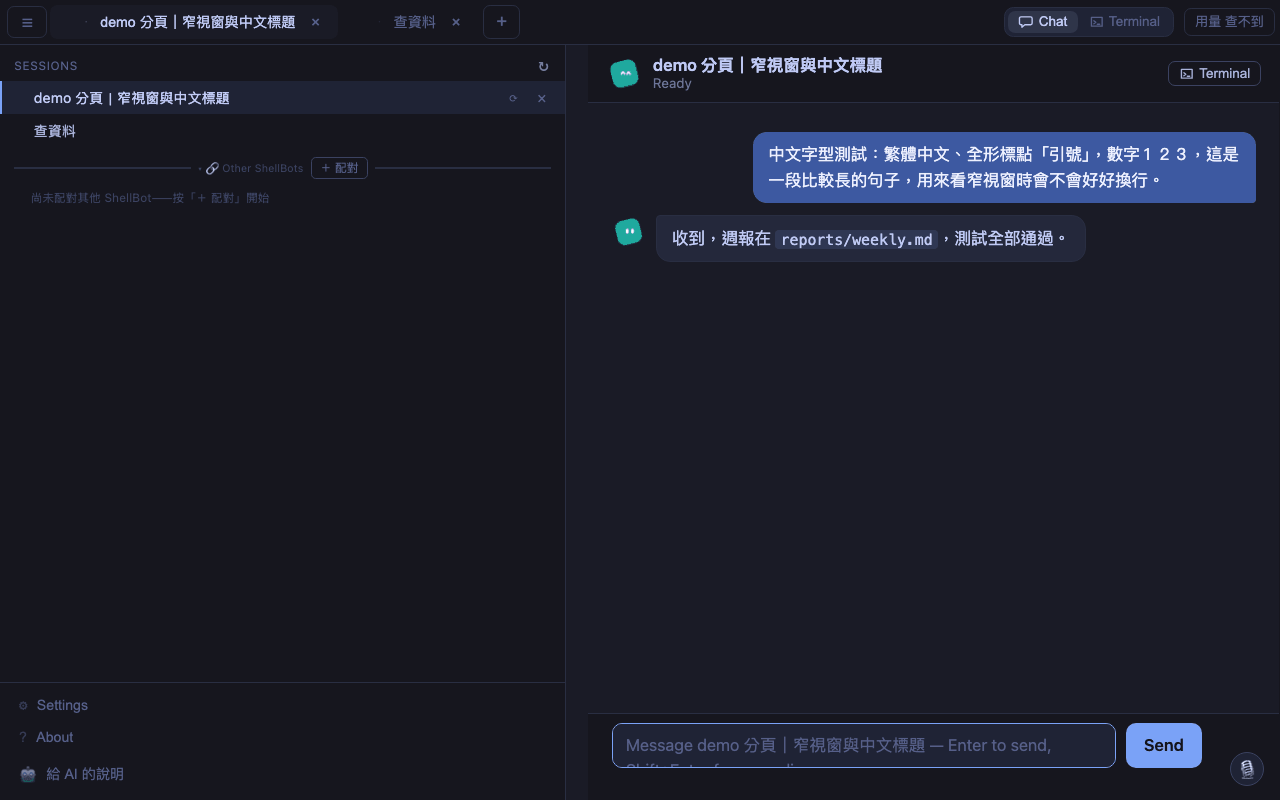 demo 分頁｜窄視窗與中文標題 ×
查資料 ×
+
Chat
Terminal
用量 查不到
SESSIONS
demo 分頁｜窄視窗與中文標題
查資料
Other ShellBots
+ 配對
尚未配對其他 ShellBot——按「+ 配對」開始
Settings
? About
給 AI 的說明
demo 分頁｜窄視窗與中文標題
Ready
Terminal
中文字型測試：繁體中文、全形標點「引號」，數字１２３，這是
一段比較長的句子，用來看窄視窗時會不會好好換行。
收到，週報在 reports/weekly.md，測試全部通過。
Message demo 分頁｜窄視窗與中文標題 — Enter to send,
Send